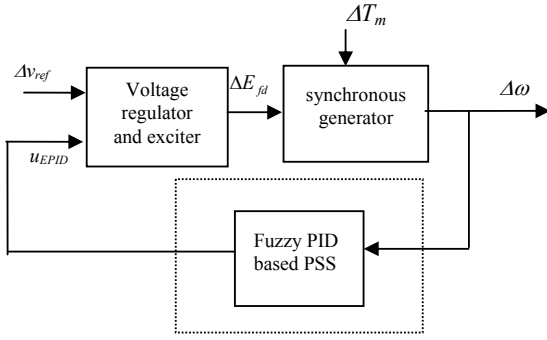 ΔT_m
Δv_ref
Voltage
regulator
and exciter
ΔE_fd
synchronous
generator
Δω
u_EPID
Fuzzy PID
based PSS